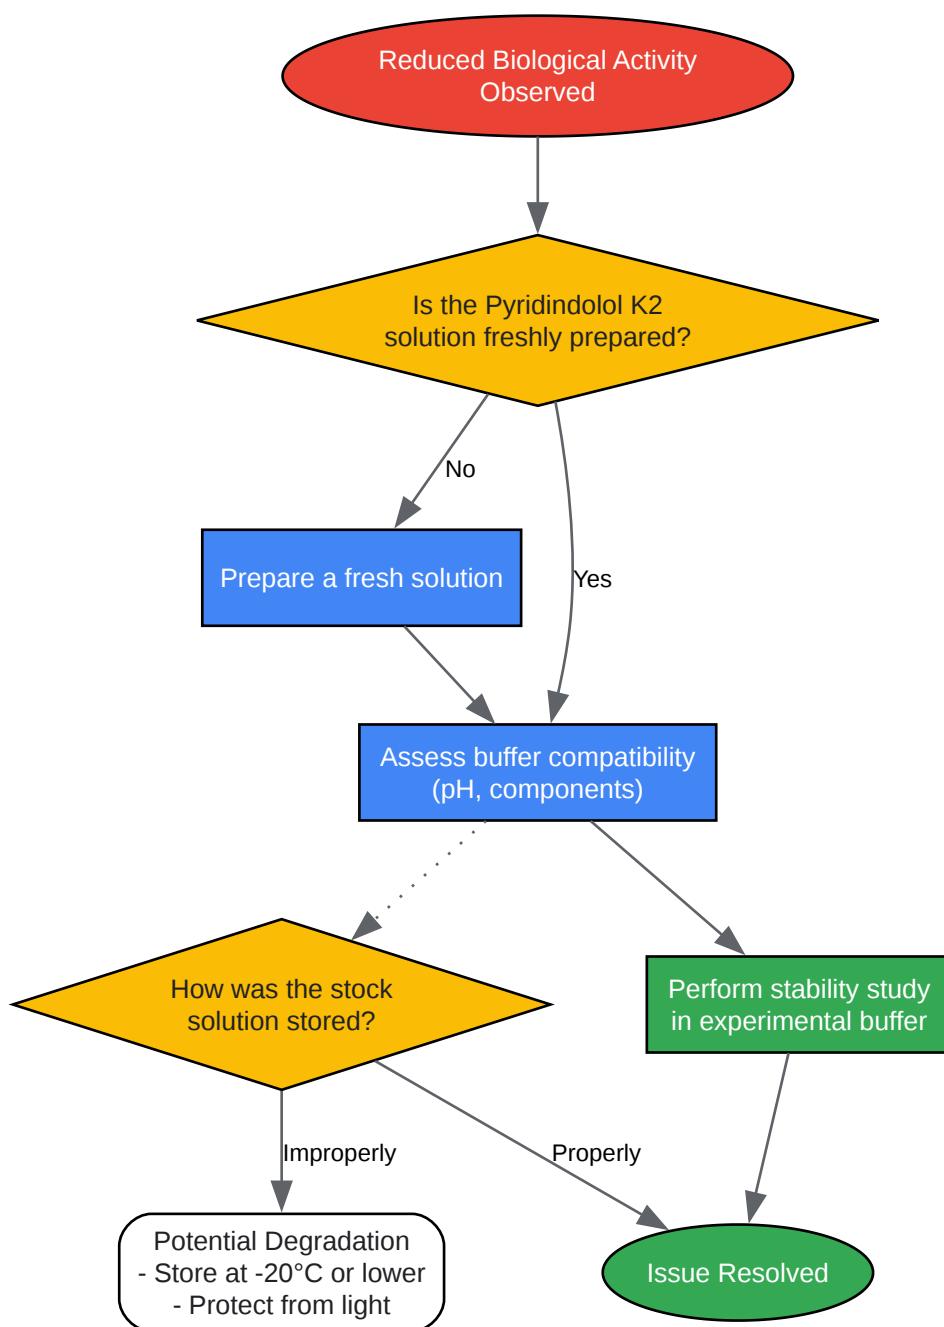 Reduced Biological Activity
Observed
Is the Pyridindolol K2
solution freshly prepared?
No
Prepare a fresh solution
Yes
Assess buffer compatibility
(pH, components)
How was the stock
solution stored?
Perform stability study
in experimental buffer
Improperly
Properly
Potential Degradation
- Store at -20°C or lower
- Protect from light
Issue Resolved